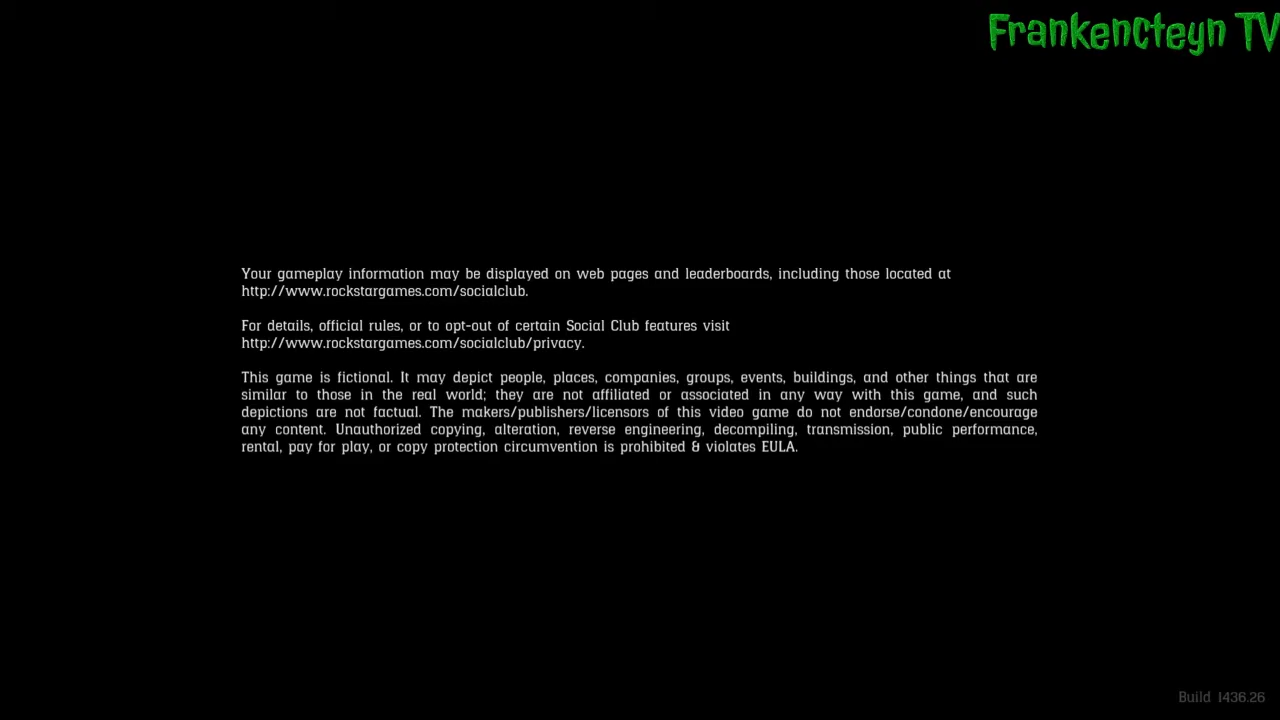 FrankenCteyn TV
Your gameplay information may be displayed on web pages and leaderboards, including those located at
http://www.rockstargames.com/socialclub.
For details, official rules, or to opt-out of certain Social Club features visit
http://www.rockstargames.com/socialclub/privacy.
This game is fictional. It may depict people, places, companies, groups, events, buildings, and other things that are
similar to those in the real world; they are not affiliated or associated in any way with this game, and such
depictions are not factual. The makers/publishers/licensors of this video game do not endorse/condone/encourage
any content. Unauthorized copying, alteration, reverse engineering, decompiling, transmission, public performance,
rental, pay for play, or copy protection circumvention is prohibited & violates EULA.
Build 1436.26